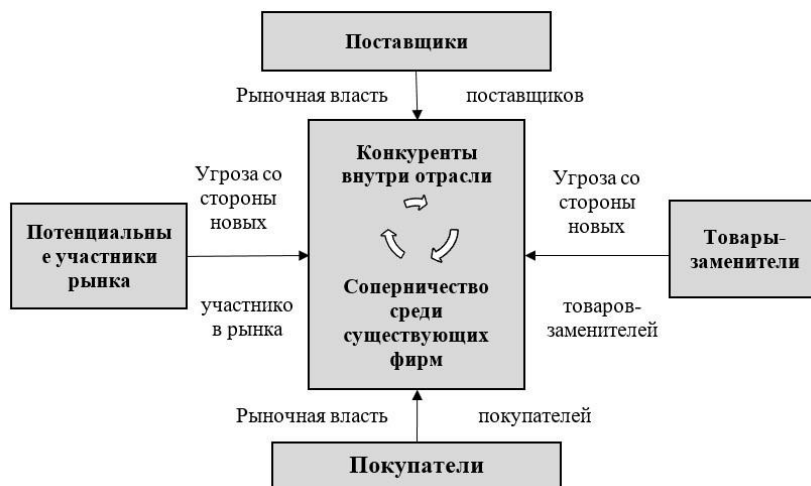 Поставщики
Рыночная власть поставщиков
Конкуренты
внутри отрасли
Угроза со
стороны
новых
Потенциальны
е участники
рынка
участнико
в рынка
Соперничество
среди
существующих
фирм
Угроза со
стороны
новых
Товары-
заменители
товаров-
заменителей
Рыночная власть покупателей
Покупатели